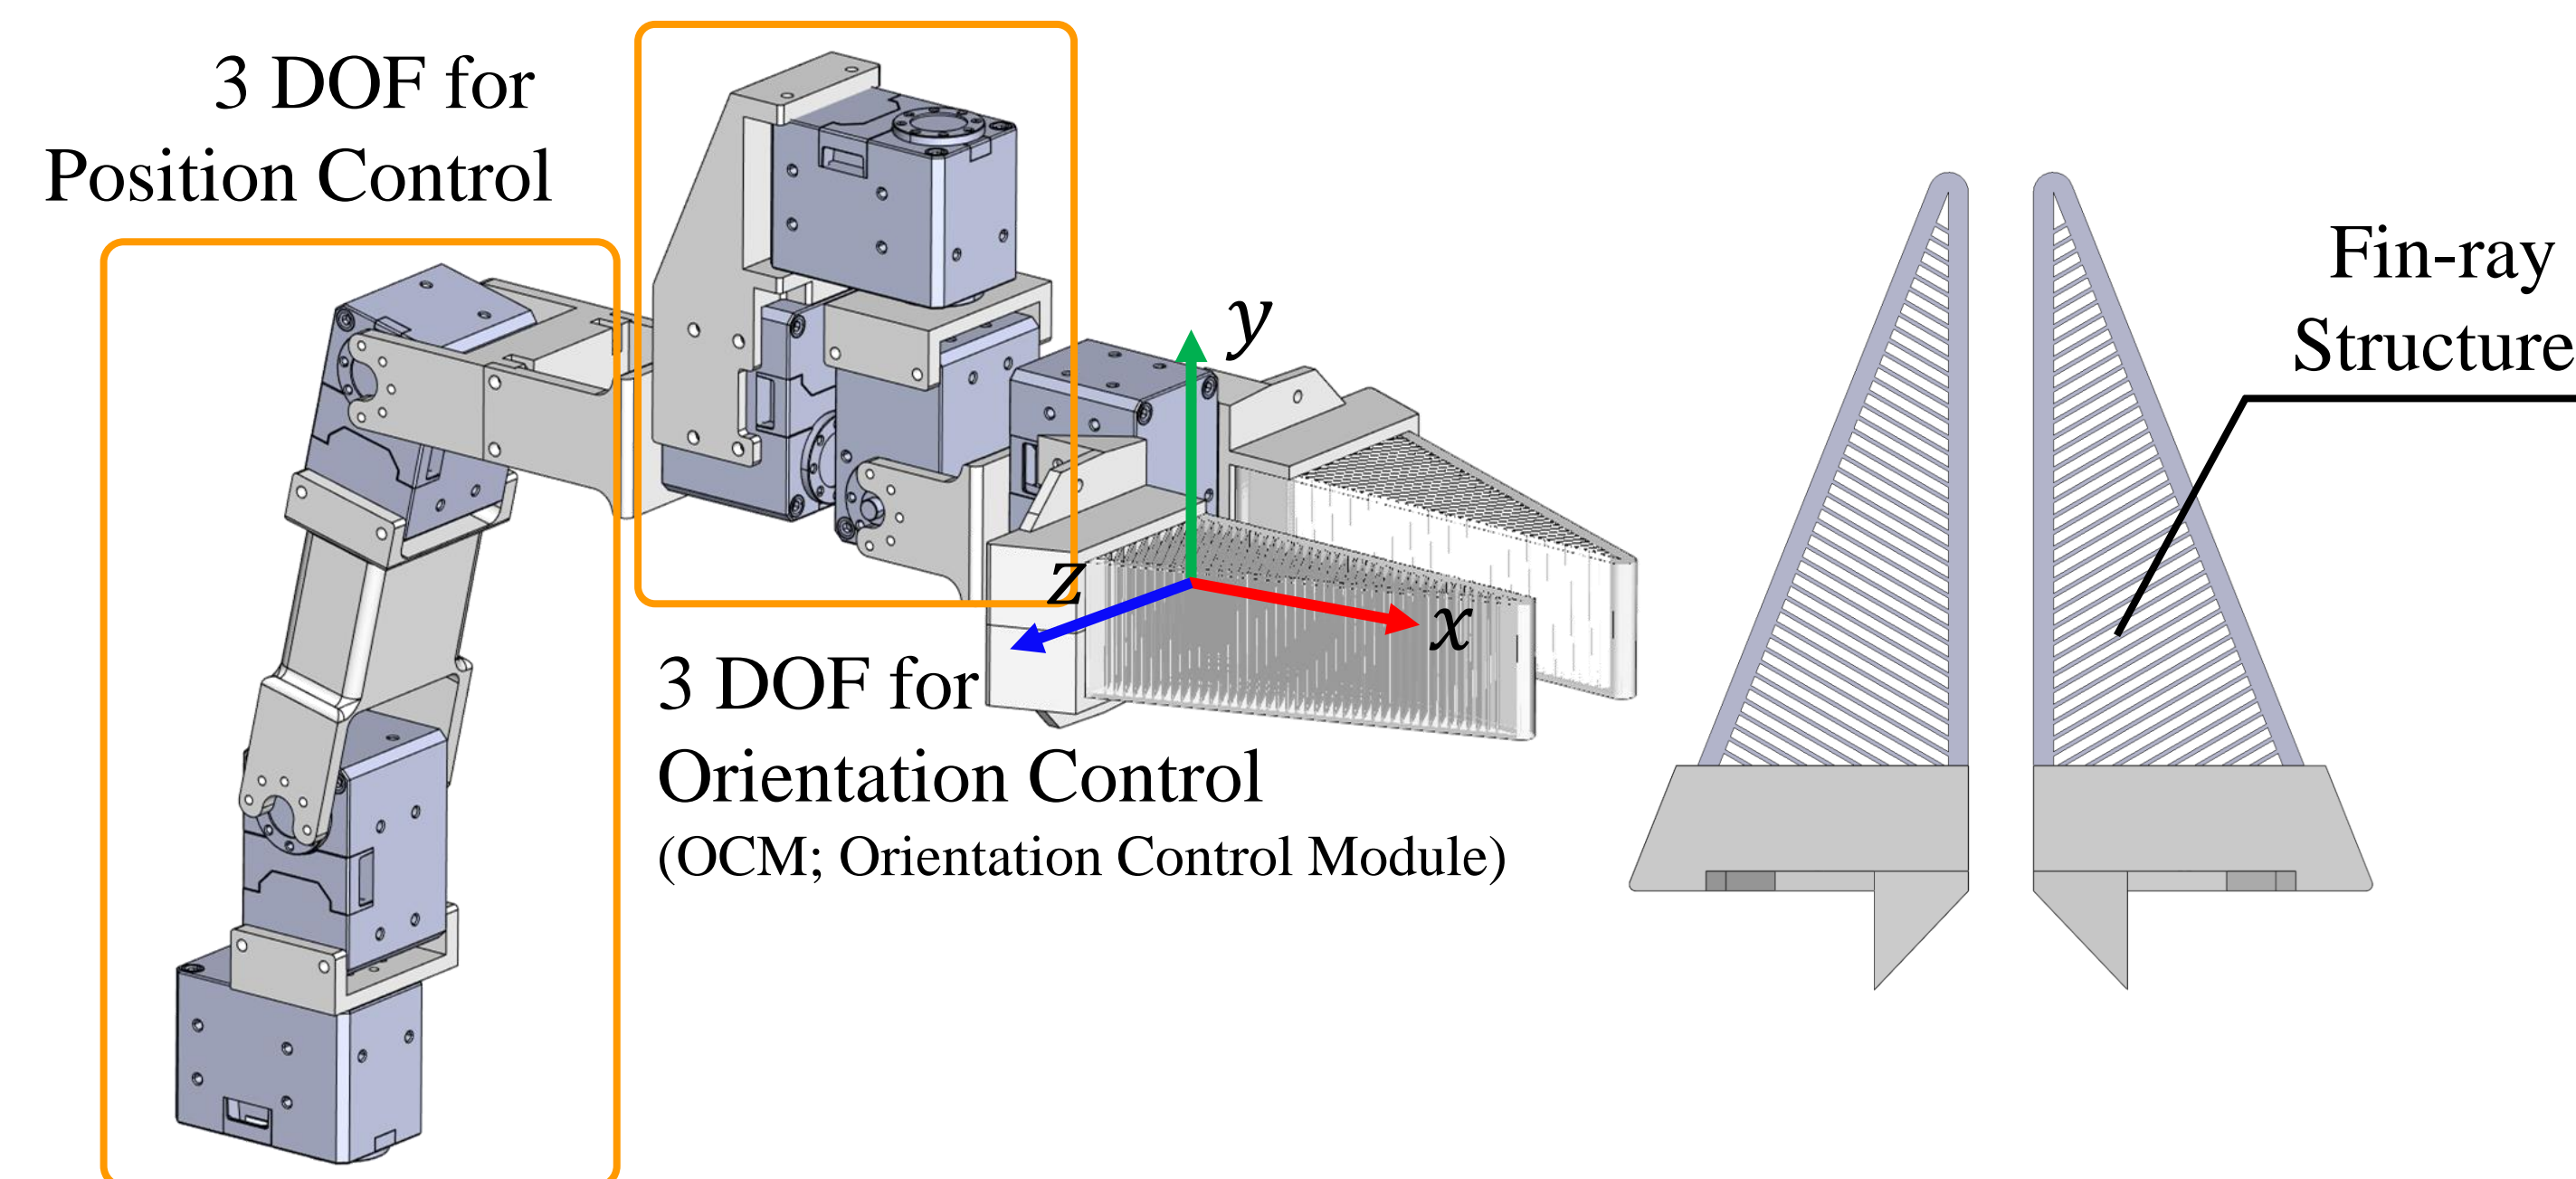 3 DOF for
Position Control
y
z
x
3 DOF for
Orientation Control
(OCM; Orientation Control Module)
Fin-ray
Structure